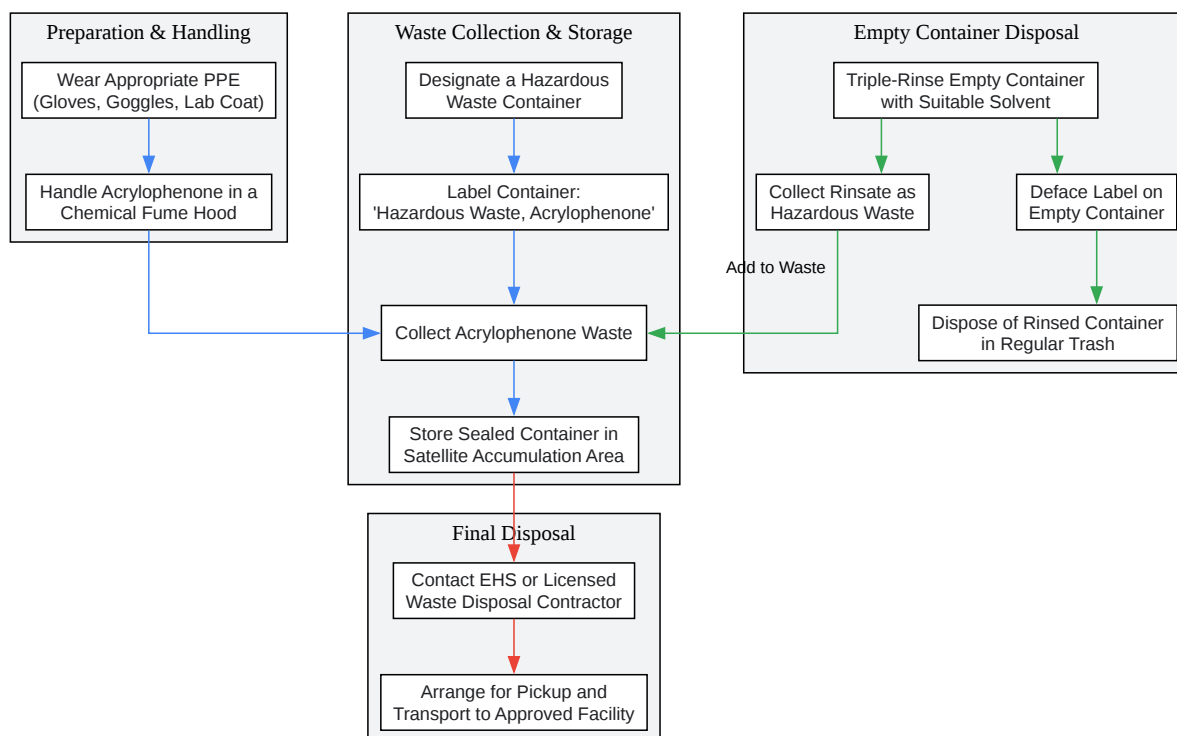 Preparation & Handling
Wear Appropriate PPE
(Gloves, Goggles, Lab Coat)
Handle Acrylophenone in a
Chemical Fume Hood
Waste Collection & Storage
Designate a Hazardous
Waste Container
Label Container:
'Hazardous Waste, Acrylophenone'
Collect Acrylophenone Waste
Store Sealed Container in
Satellite Accumulation Area
Empty Container Disposal
Triple-Rinse Empty Container
with Suitable Solvent
Collect Rinsate as
Hazardous Waste
Deface Label on
Empty Container
Add to Waste
Dispose of Rinsed Container
in Regular Trash
Final Disposal
Contact EHS or Licensed
Waste Disposal Contractor
Arrange for Pickup and
Transport to Approved Facility